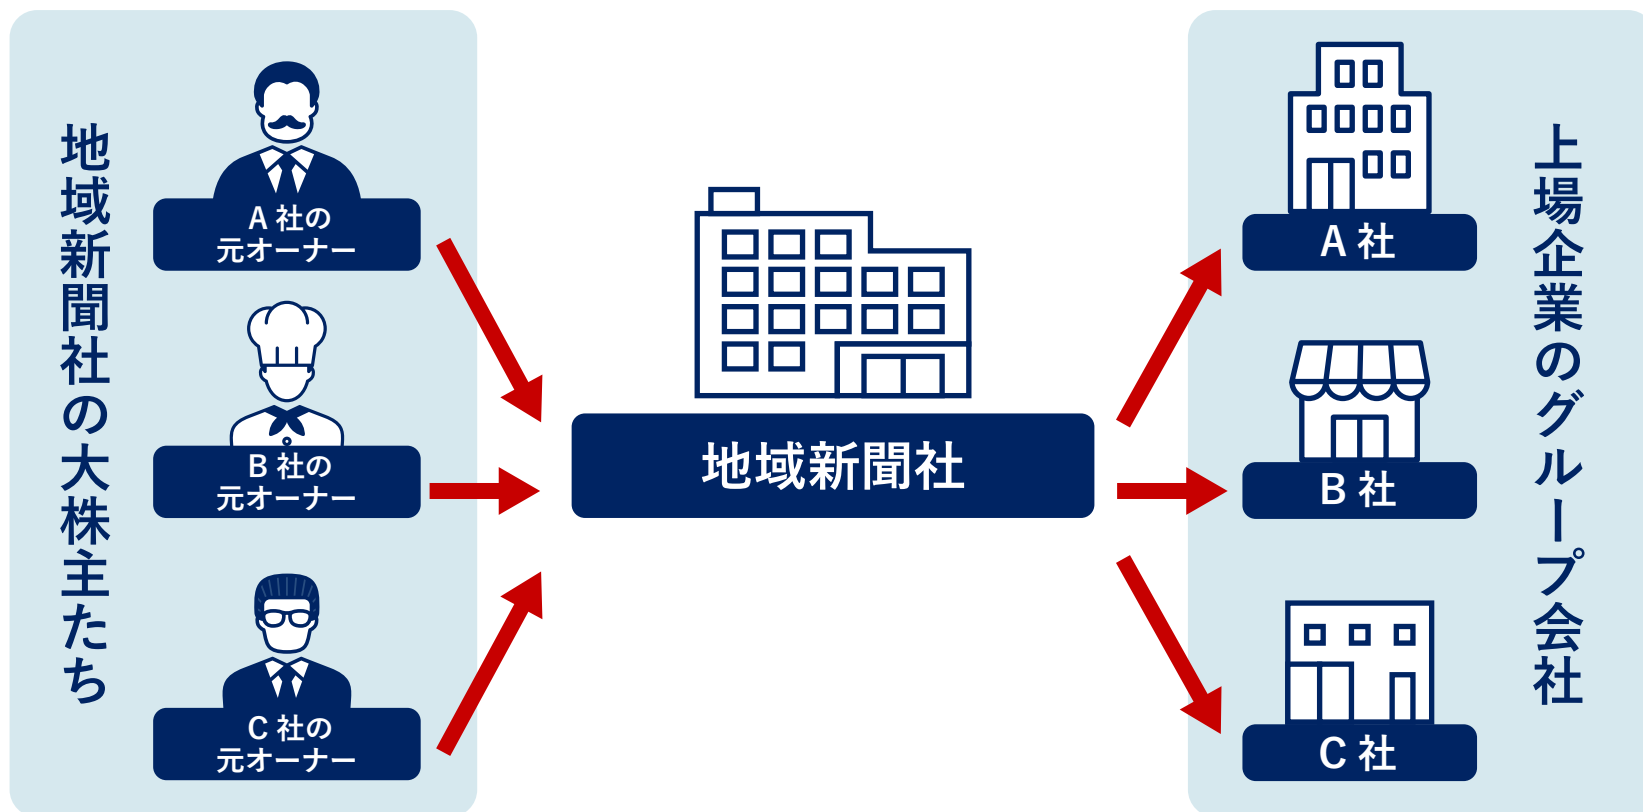 地域新聞社の大株主たち
A 社の
元オーナー
B 社の
元オーナー
C 社の
元オーナー
地域新聞社
A 社
B 社
C 社
上場企業のグループ会社